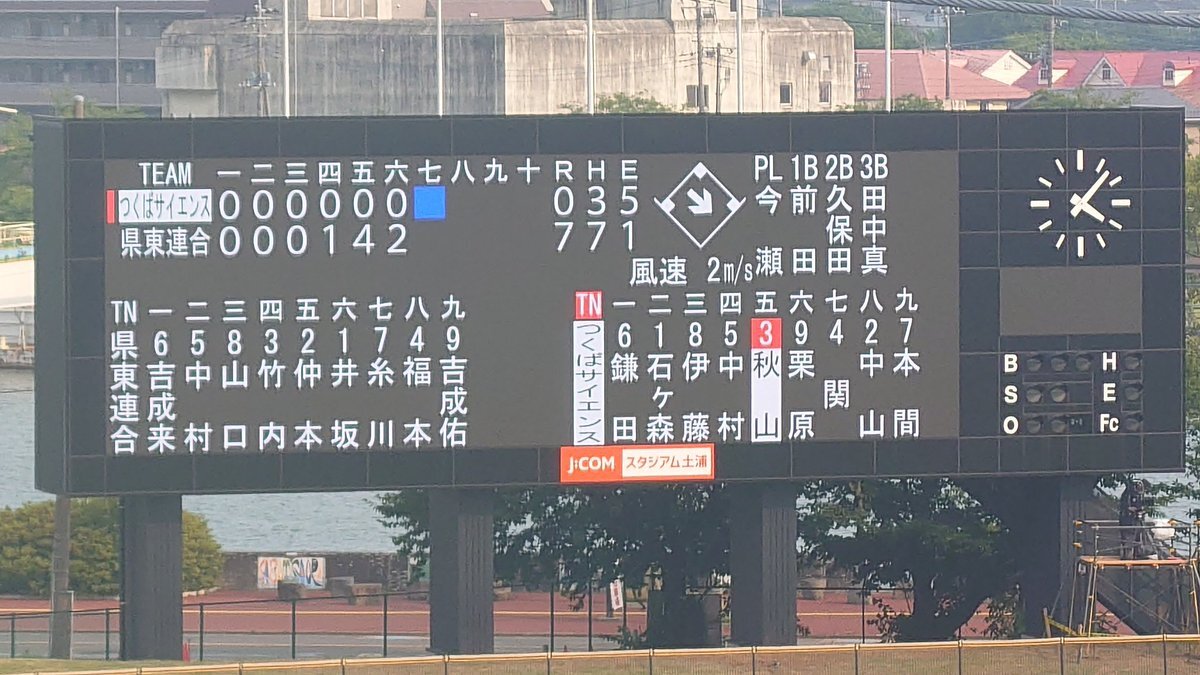 TEAM 一 二 三 四 五 六 七 八 九 十 R H E
つくばサイエンス 0 0 0 0 0 0 0 3 5
県東連合 0 0 0 1 4 2 7 7 1
PL 1B 2B 3B
今瀬 前田 久保田 田中真
風速 2m/s
TN 一 二 三 四 五 六 七 八 九
県東連合 6 5 8 3 2 1 7 4 9
吉成来 中村 山口 竹内 仲本 井坂 糸川 福本 吉成佑
TN 一 二 三 四 五 六 七 八 九
つくばサイエンス 6 1 8 5 3 9 4 2 7
鎌田 石ケ森 伊藤 中村 秋山 栗原 関 中山 本間
B H
S E
O Fc
J:COM スタジアム土浦